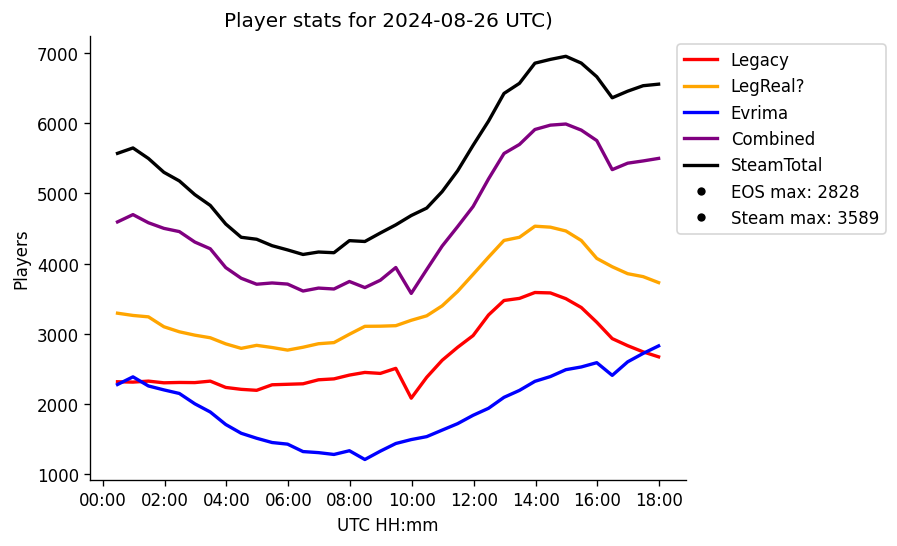 Player stats for 2024-08-26 UTC)
7000
6000
5000
4000
3000
2000
1000
Players
00:00 02:00 04:00 06:00 08:00 10:00 12:00 14:00 16:00 18:00
UTC HH:mm
Legacy
LegReal?
Evrima
Combined
SteamTotal
EOS max: 2828
Steam max: 3589